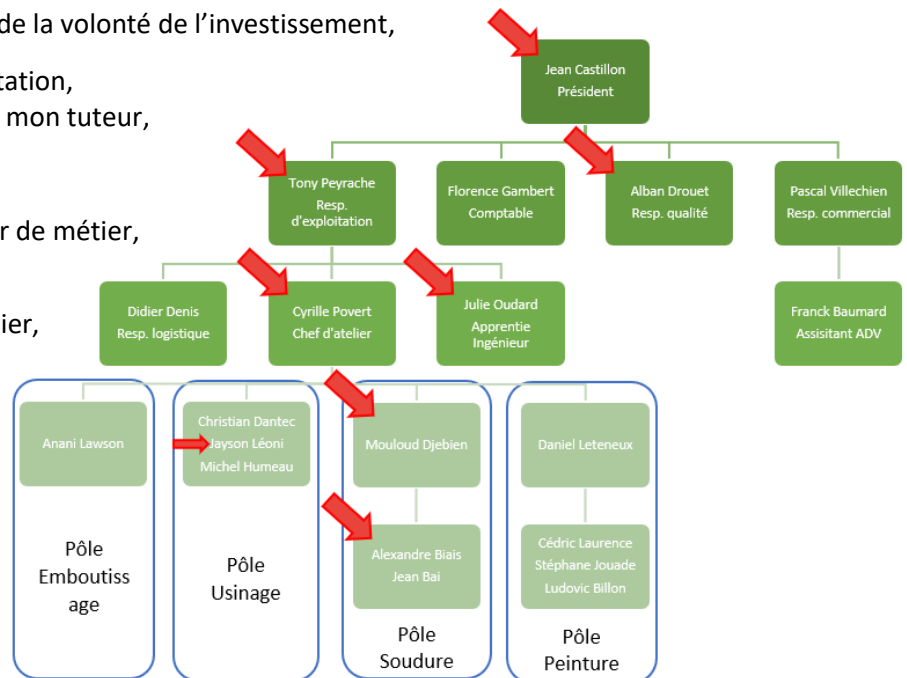 de la volonté de l’investissement,
tation,
mon tuteur,
r de métier,
ier,
Jean Castillon
Président
Tony Peyrache
Resp.
d'exploitation
Florence Gambert
Comptable
Alban Drouet
Resp. qualité
Pascal Villechien
Resp. commercial
Didier Denis
Resp. logistique
Cyrille Povert
Chef d'atelier
Julie Oudard
Apprentie
Ingénieur
Franck Baumard
Assisitant ADV
Anani Lawson
Christian Dantec
Jayson Léoni
Michel Humeau
Mouloud Djebien
Daniel Leteneux
Alexandre Biais
Jean Bai
Cédric Laurence
Stéphane Jouade
Ludovic Billon
Pôle
Emboutiss
age
Pôle
Usinage
Pôle
Soudure
Pôle
Peinture